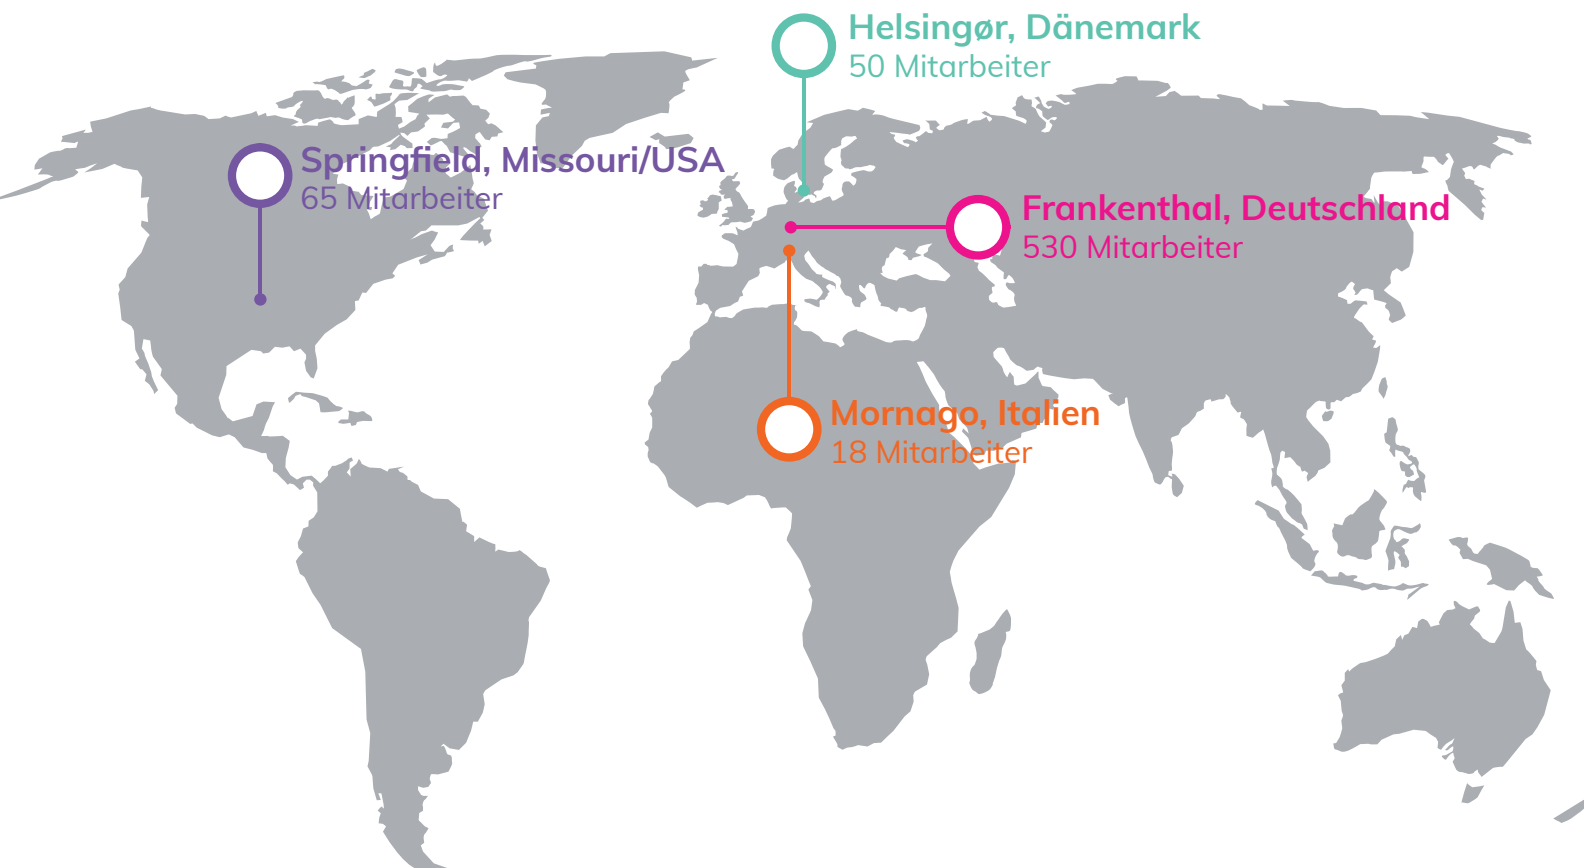 Helsingør, Dänemark
50 Mitarbeiter
Springfield, Missouri/USA
65 Mitarbeiter
Frankenthal, Deutschland
530 Mitarbeiter
Mornago, Italien
18 Mitarbeiter